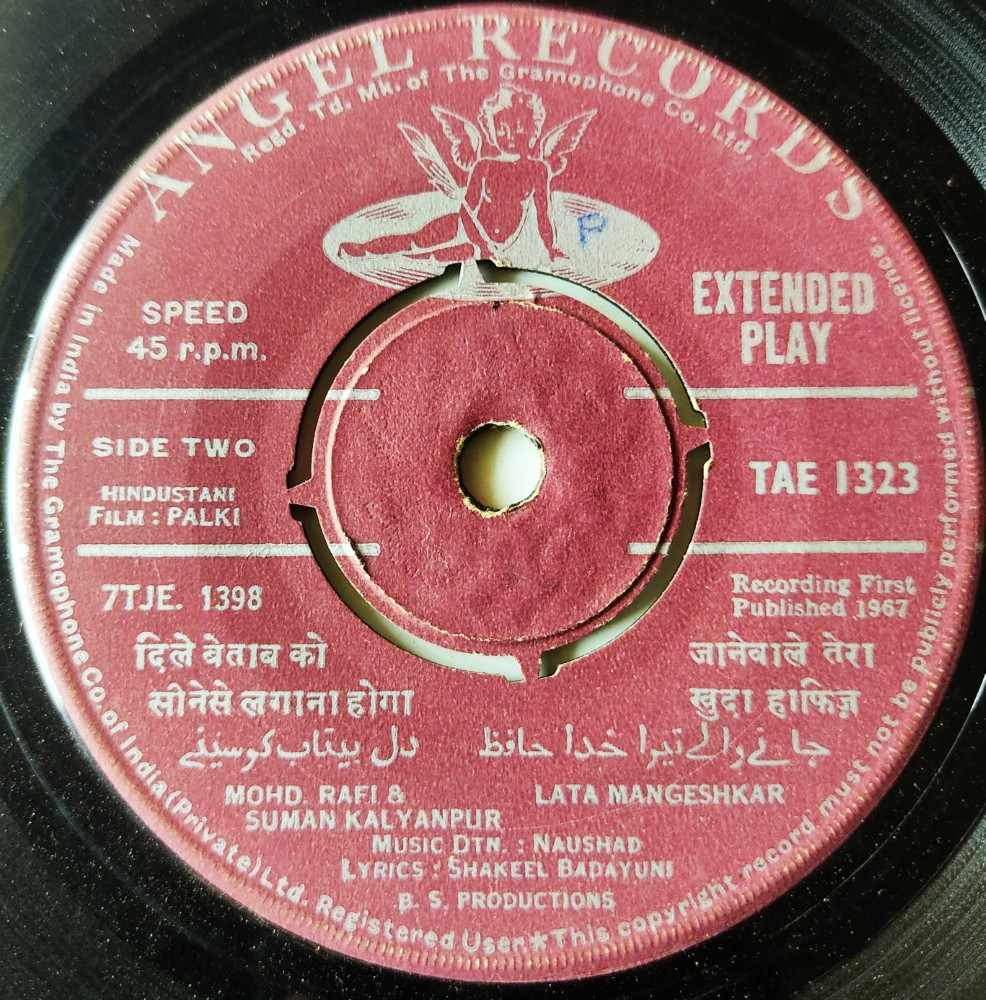 ANGEL RECORDS
Regd. Td. Mk. of The Gramophone Co., Ltd.
P
SPEED
45 r.p.m.
EXTENDED
PLAY
SIDE TWO
HINDUSTANI
FILM : PALKI
TAE 1323
7TJE. 1398
Recording First
Published 1967
दिले बेताब को
सीनेसे लगाना होगा
जानेवाले तेरा
खुदा हाफिज़
دل بیتاب کو سینے
جانے والے تیرا خدا حافظ
MOHD. RAFI &
SUMAN KALYANPUR
LATA MANGESHKAR
MUSIC DTN. : NAUSHAD
LYRICS : SHAKEEL BADAYUNI
B. S. PRODUCTIONS
Made in India by The Gramophone Co. of India (Private) Ltd. Registered User ★ This copyright record must not be publicly performed without licence.